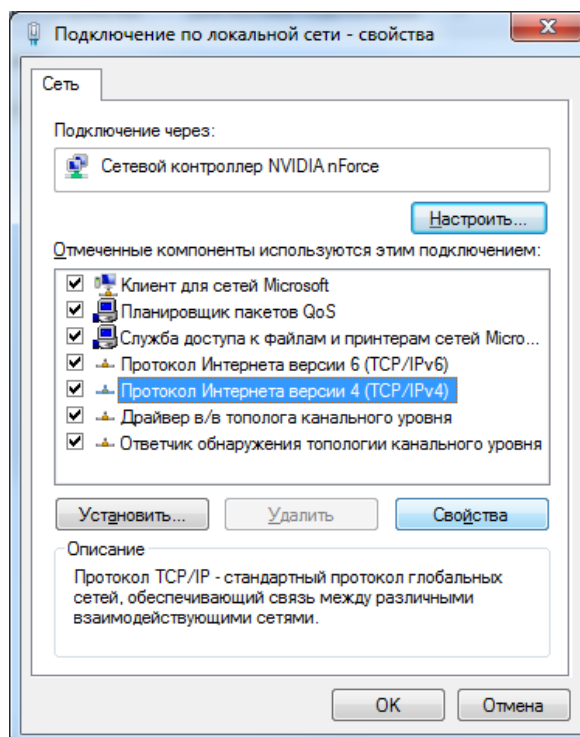 Подключение по локальной сети - свойства
Сеть
Подключение через:
Сетевой контроллер NVIDIA nForce
Настроить...
Отмеченные компоненты используются этим подключением:
Клиент для сетей Microsoft
Планировщик пакетов QoS
Служба доступа к файлам и принтерам сетей Micro...
Протокол Интернета версии 6 (TCP/IPv6)
Протокол Интернета версии 4 (TCP/IPv4)
Драйвер в/в тополога канального уровня
Ответчик обнаружения топологии канального уровня
Установить...
Удалить
Свойства
Описание
Протокол TCP/IP - стандартный протокол глобальных
сетей, обеспечивающий связь между различными
взаимодействующими сетями.
OK
Отмена